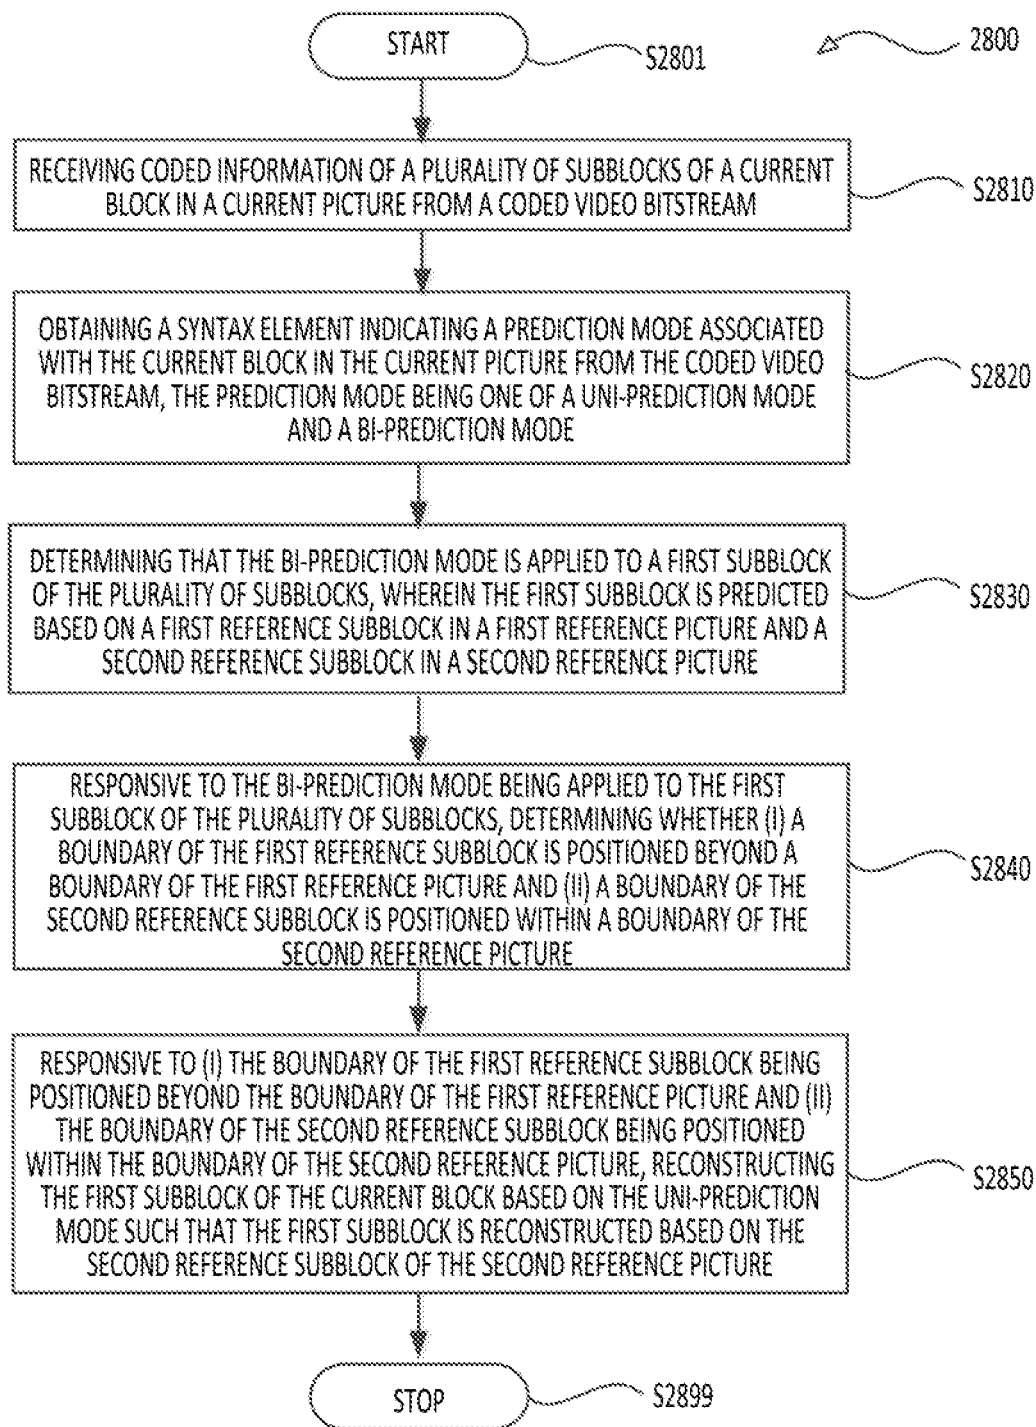 START
S2801
2800
RECEIVING CODED INFORMATION OF A PLURALITY OF SUBBLOCKS OF A CURRENT
BLOCK IN A CURRENT PICTURE FROM A CODED VIDEO BITSTREAM
S2810
OBTAINING A SYNTAX ELEMENT INDICATING A PREDICTION MODE ASSOCIATED
WITH THE CURRENT BLOCK IN THE CURRENT PICTURE FROM THE CODED VIDEO
BITSTREAM, THE PREDICTION MODE BEING ONE OF A UNI-PREDICTION MODE
AND A BI-PREDICTION MODE
S2820
DETERMINING THAT THE BI-PREDICTION MODE IS APPLIED TO A FIRST SUBBLOCK
OF THE PLURALITY OF SUBBLOCKS, WHEREIN THE FIRST SUBBLOCK IS PREDICTED
BASED ON A FIRST REFERENCE SUBBLOCK IN A FIRST REFERENCE PICTURE AND A
SECOND REFERENCE SUBBLOCK IN A SECOND REFERENCE PICTURE
S2830
RESPONSIVE TO THE BI-PREDICTION MODE BEING APPLIED TO THE FIRST
SUBBLOCK OF THE PLURALITY OF SUBBLOCKS, DETERMINING WHETHER (I) A
BOUNDARY OF THE FIRST REFERENCE SUBBLOCK IS POSITIONED BEYOND A
BOUNDARY OF THE FIRST REFERENCE PICTURE AND (II) A BOUNDARY OF THE
SECOND REFERENCE SUBBLOCK IS POSITIONED WITHIN A BOUNDARY OF THE
SECOND REFERENCE PICTURE
S2840
RESPONSIVE TO (I) THE BOUNDARY OF THE FIRST REFERENCE SUBBLOCK BEING
POSITIONED BEYOND THE BOUNDARY OF THE FIRST REFERENCE PICTURE AND (II)
THE BOUNDARY OF THE SECOND REFERENCE SUBBLOCK BEING POSITIONED
WITHIN THE BOUNDARY OF THE SECOND REFERENCE PICTURE, RECONSTRUCTING
THE FIRST SUBBLOCK OF THE CURRENT BLOCK BASED ON THE UNI-PREDICTION
MODE SUCH THAT THE FIRST SUBBLOCK IS RECONSTRUCTED BASED ON THE
SECOND REFERENCE SUBBLOCK OF THE SECOND REFERENCE PICTURE
S2850
STOP
S2899